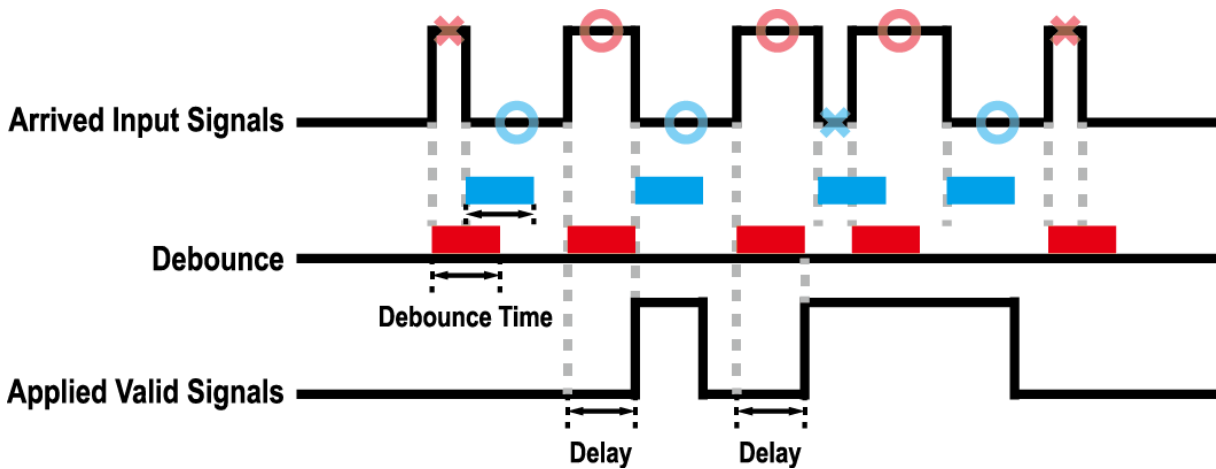 Arrived Input Signals
Debounce
Debounce Time
Applied Valid Signals
Delay
Delay